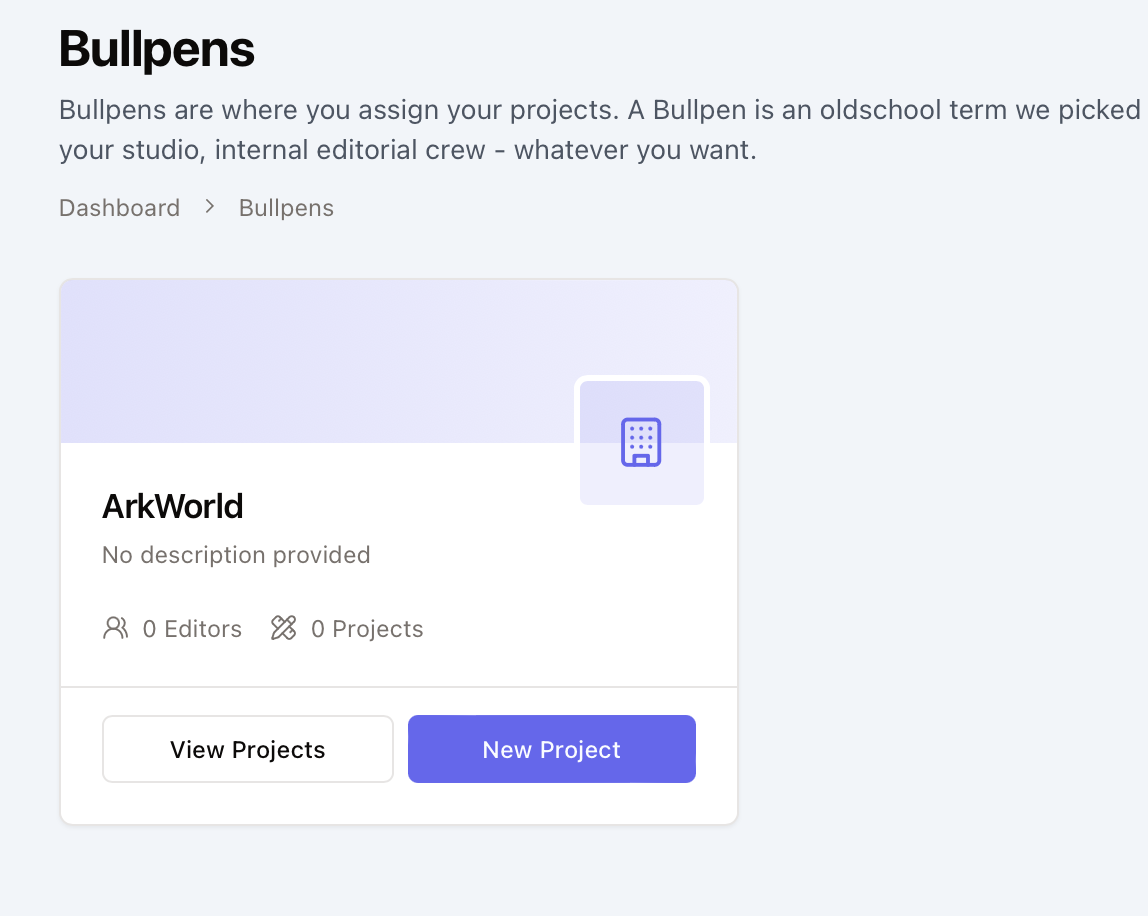 Bullpens
Bullpens are where you assign your projects. A Bullpen is an oldschool term we picked
your studio, internal editorial crew - whatever you want.
Dashboard > Bullpens
ArkWorld
No description provided
0 Editors 0 Projects
View Projects New Project